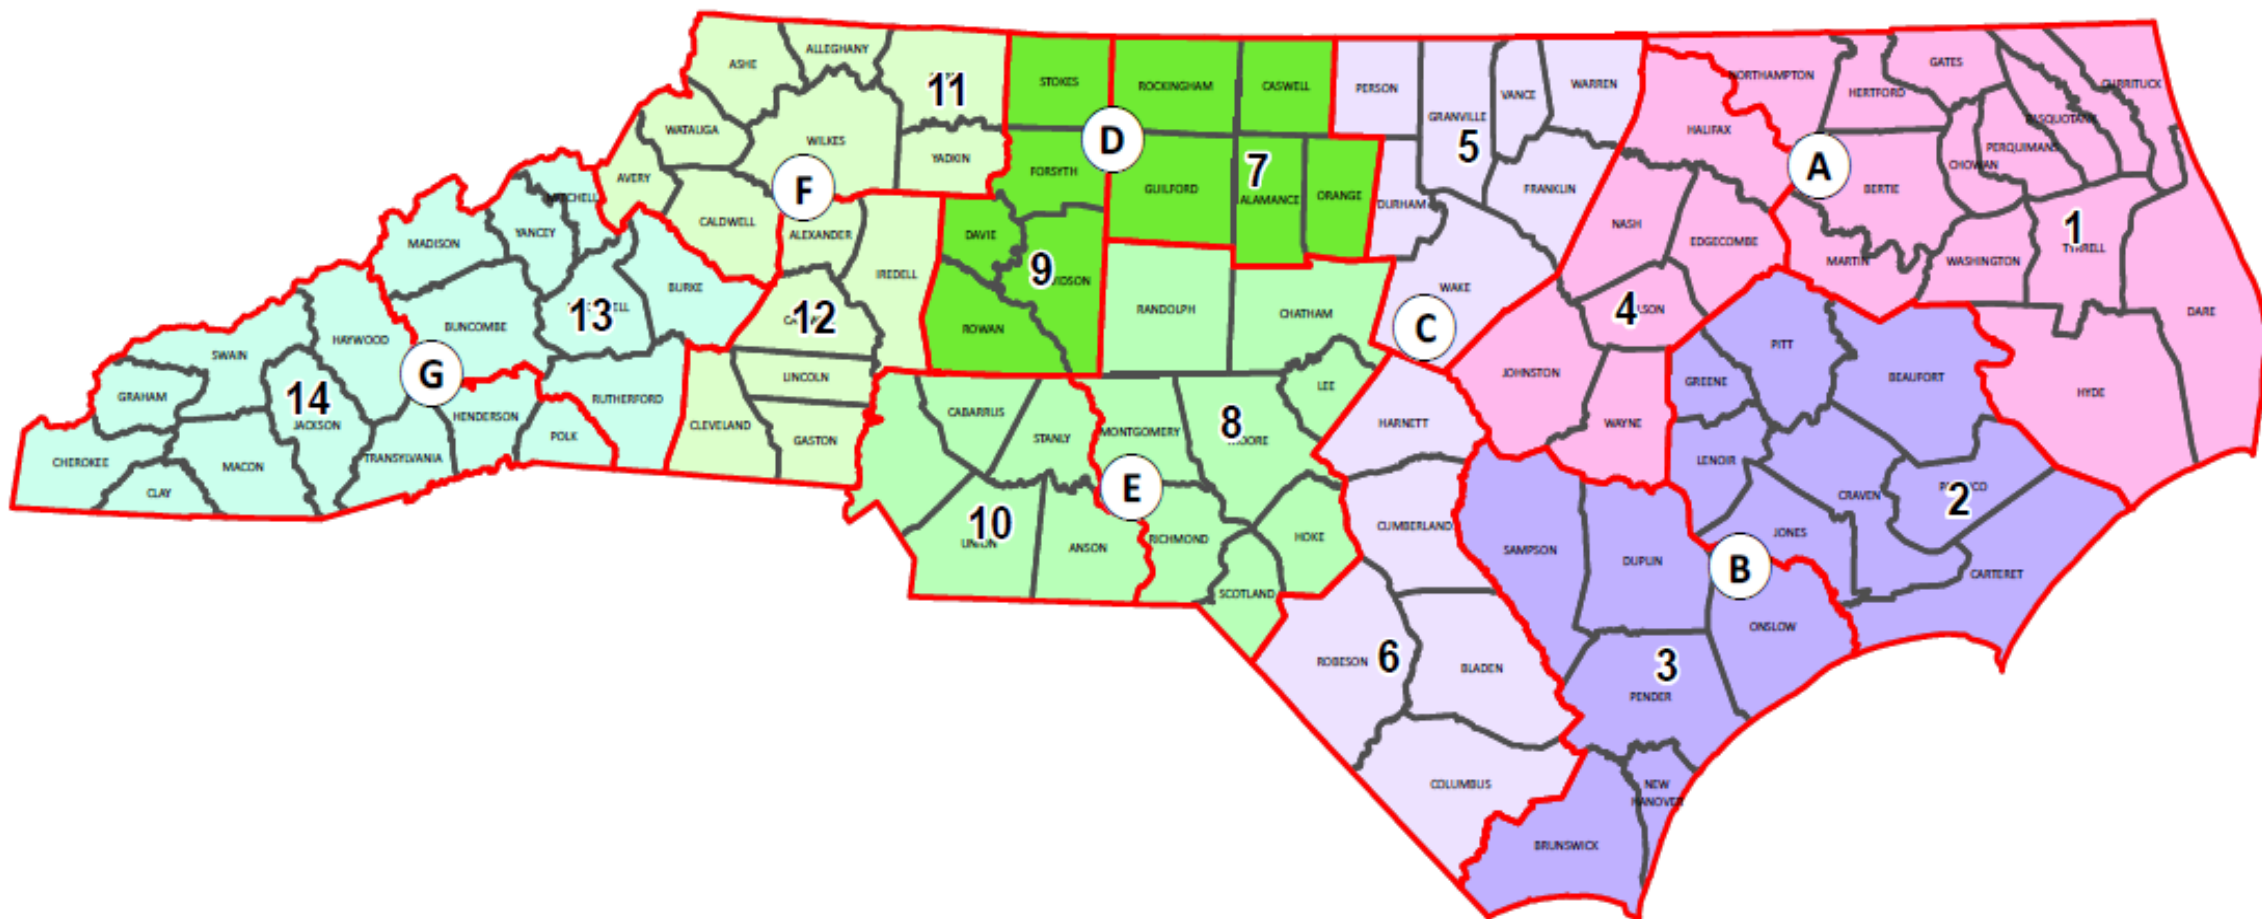 ASHE
ALLEGHANY
11
WATAUGA
WILKES
YADKIN
AVERY
CALDWELL
F
ALEXANDER
IREDELL
12
LINCOLN
CLEVELAND
GASTON
STOKES
ROCKINGHAM
CASWELL
D
FORSYTH
GUILFORD
7
ALAMANCE
ORANGE
DAVIE
9
ROWAN
PERSON
GRANVILLE
VANCE
WARREN
5
FRANKLIN
DURHAM
WAKE
C
HARNETT
CUMBERLAND
ROBESON
6
BLADEN
COLUMBUS
NORTHAMPTON
HERTFORD
GATES
CURRITUCK
PASQUOTANK
PERQUIMANS
CHOWAN
HALIFAX
A
BERTIE
1
TYRRELL
MARTIN
WASHINGTON
DARE
HYDE
NASH
EDGECOMBE
4
JOHNSTON
WAYNE
PITT
GREENE
BEAUFORT
LENOIR
CRAVEN
2
JONES
CARTERET
B
SAMPSON
DUPLIN
ONSLOW
3
PENDER
NEW
HANOVER
BRUNSWICK
RANDOLPH
CHATHAM
LEE
8
MOORE
MONTGOMERY
CABARRUS
STANLY
E
10
UNION
ANSON
RICHMOND
HOKE
SCOTLAND
MITCHELL
YANCEY
MADISON
BURKE
13
BUNCOMBE
HAYWOOD
SWAIN
G
GRAHAM
14
JACKSON
HENDERSON
RUTHERFORD
POLK
TRANSYLVANIA
CHEROKEE
MACON
CLAY